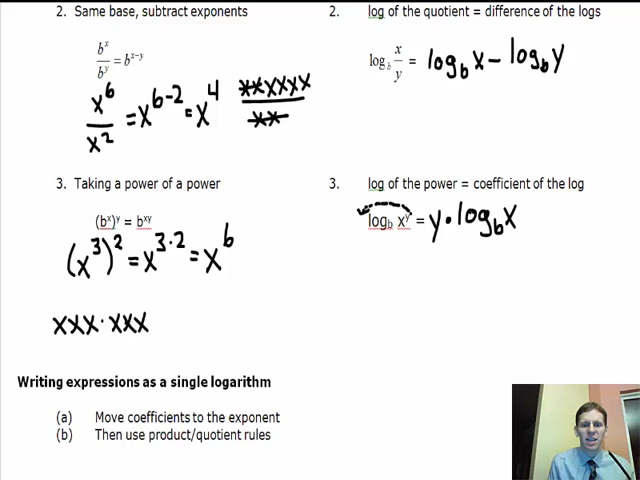 2. Same base, subtract exponents
b^x / b^y = b^(x-y)
x^6 / x^2 = x^(6-2) = x^4 xxxxxx / xx
3. Taking a power of a power
(b^x)^y = b^(xy)
(x^3)^2 = x^(3·2) = x^6
xxx · xxx
2. log of the quotient = difference of the logs
log_b x/y = log_b x - log_b y
3. log of the power = coefficient of the log
log_b x^y = y · log_b x
Writing expressions as a single logarithm
(a) Move coefficients to the exponent
(b) Then use product/quotient rules